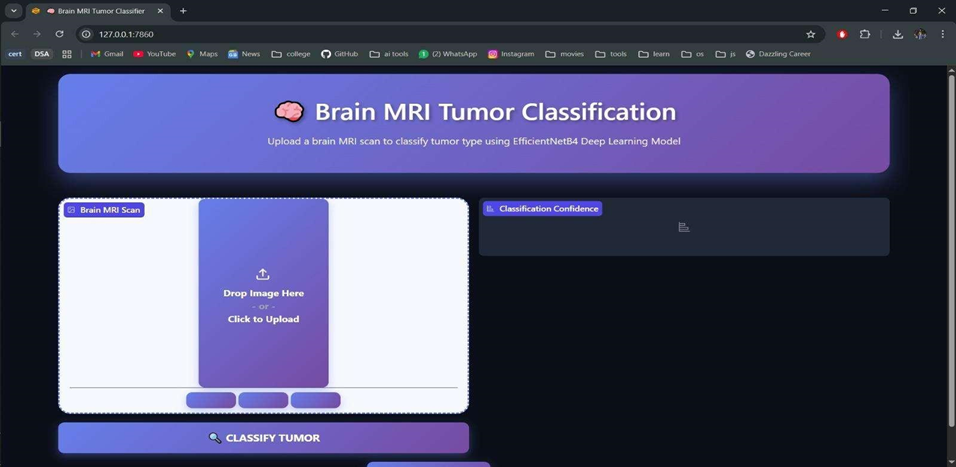 Brain MRI Tumor Classifier
127.0.0.1:7860
cert DSA Gmail YouTube Maps News college GitHub ai tools (2) WhatsApp Instagram movies tools learn os js Dazzling Career
Brain MRI Tumor Classification
Upload a brain MRI scan to classify tumor type using EfficientNetB4 Deep Learning Model
Brain MRI Scan
Drop Image Here
- or -
Click to Upload
CLASSIFY TUMOR
Classification Confidence